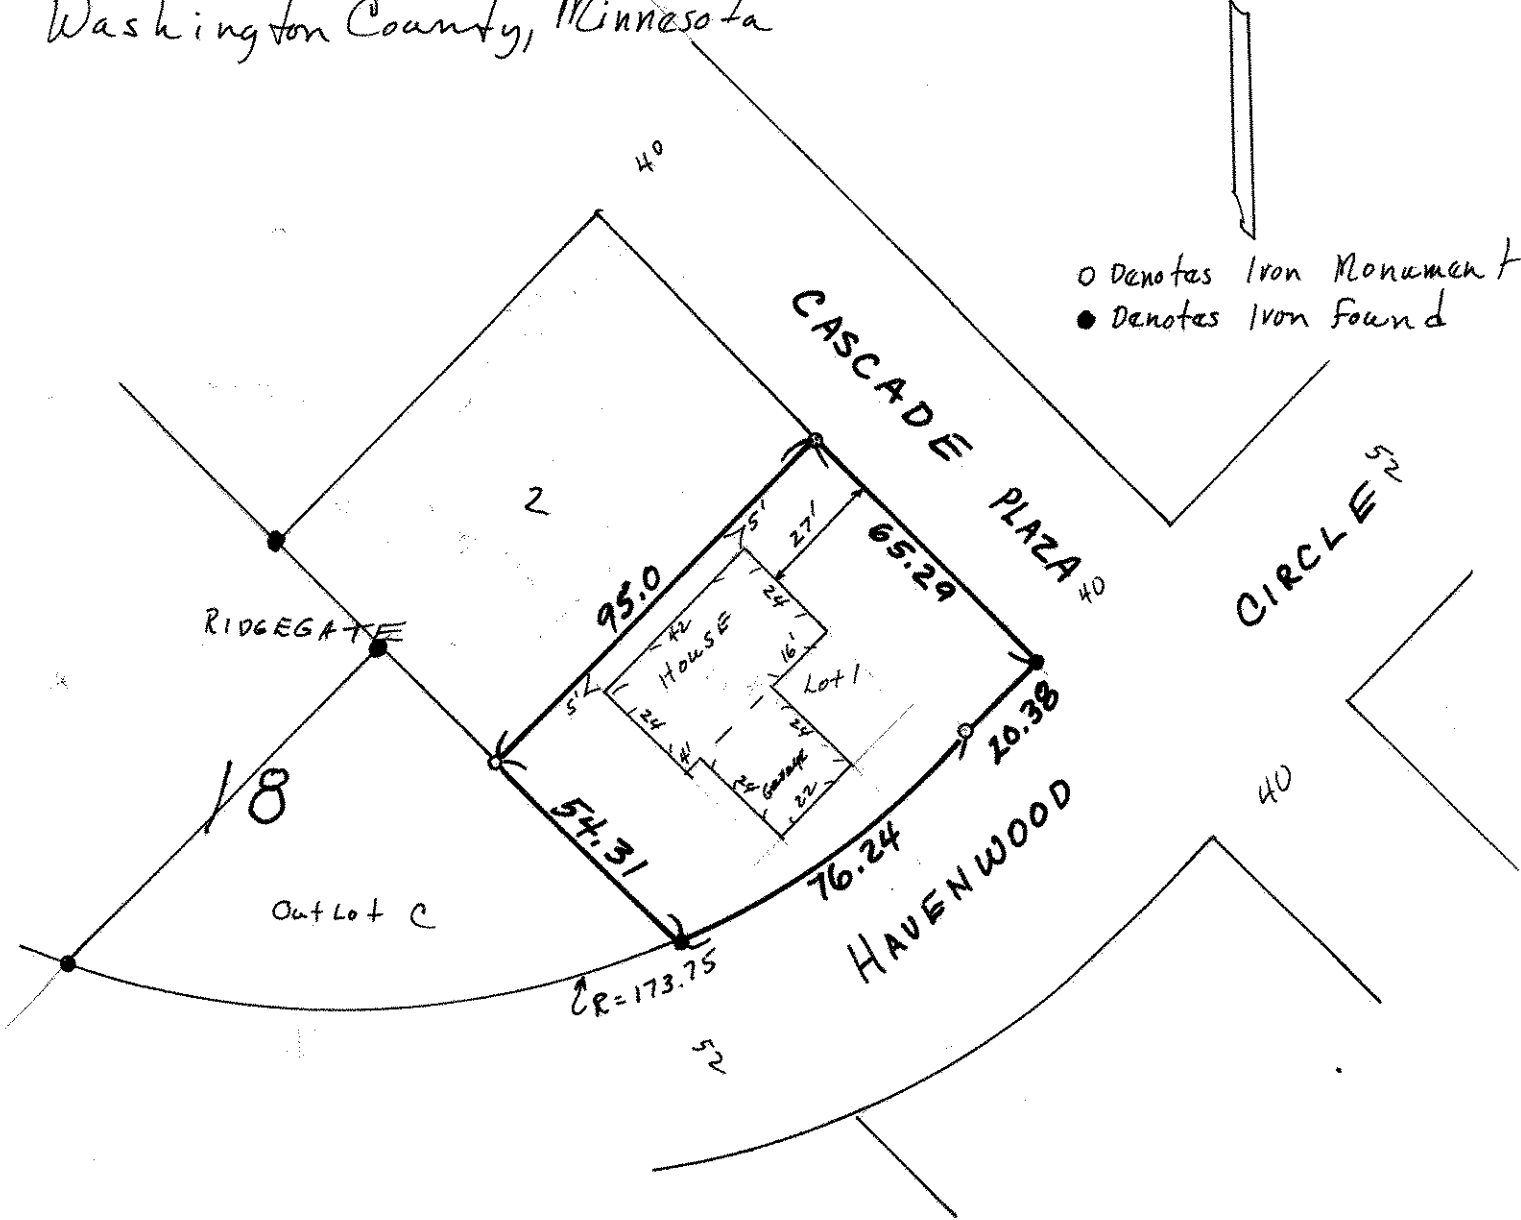 Washington County, Minnesota
40
o Denotes Iron Monument
● Denotes Iron Found
CASCADE PLAZA
40
CIRCLE
52
2
95.0
5'
27'
65.29
RIDGEGATE
HOUSE
42
24
16'
Lot 1
5'
24
4'
24
24
Garage
22
20.38
18
54.31
76.24
HAVENWOOD
40
OutLot C
R=173.75
52